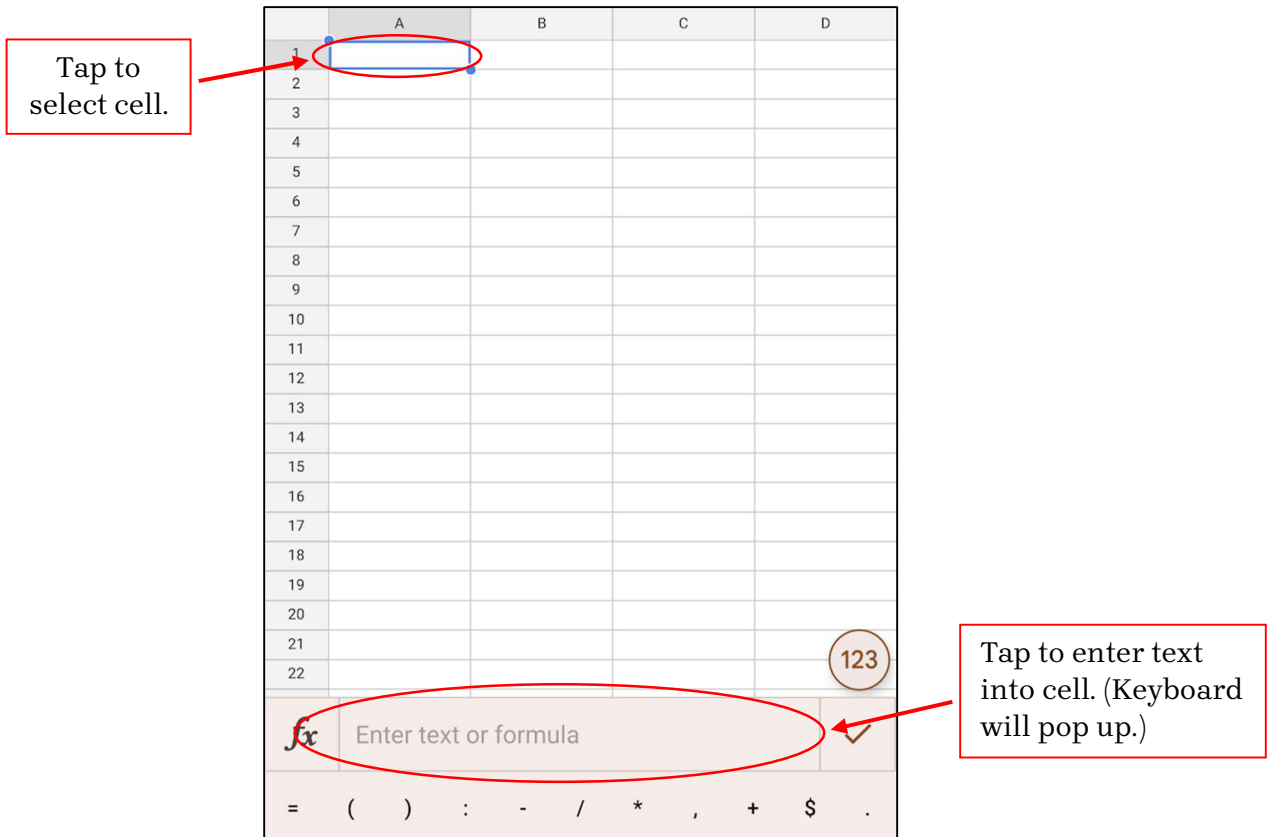 A B C D
Tap to
select cell.
1
2
3
4
5
6
7
8
9
10
11
12
13
14
15
16
17
18
19
20
21
22
123
Tap to enter text
into cell. (Keyboard
will pop up.)
fx Enter text or formula
= ( ) : - / * , + $ .